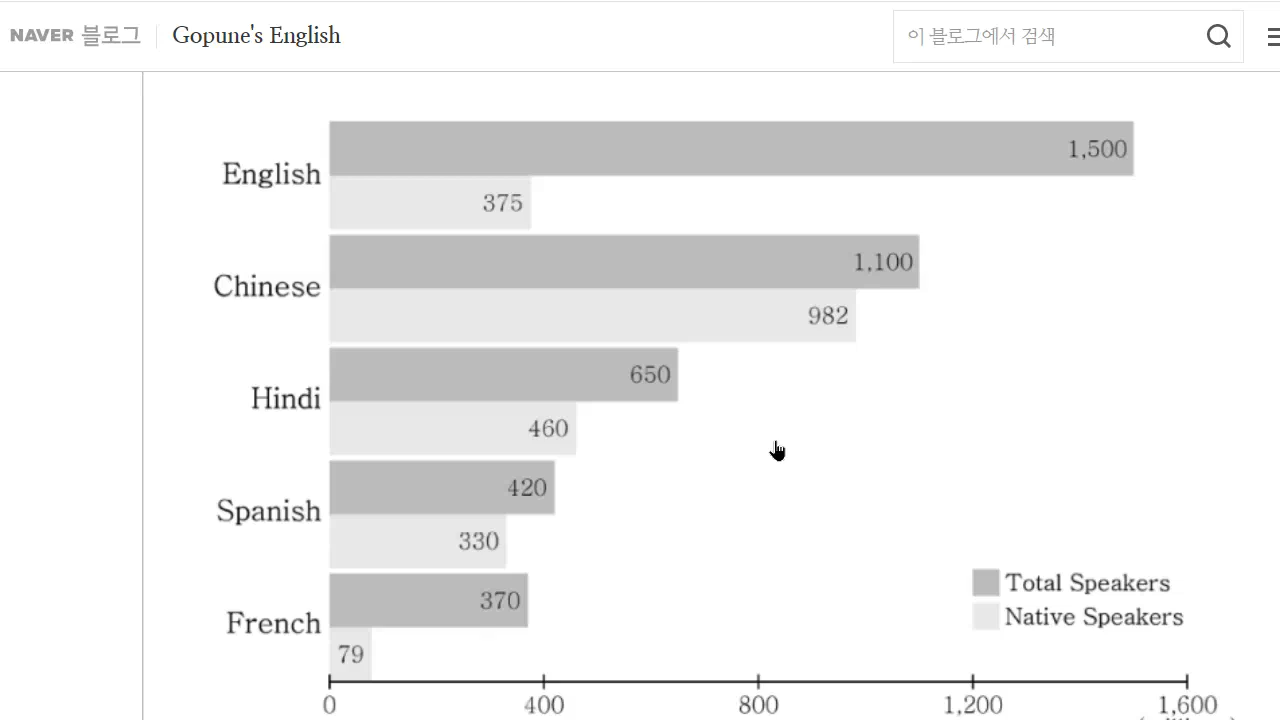 NAVER 블로그 Gopune's English 이 블로그에서 검색
English 1,500
375
Chinese 1,100
982
Hindi 650
460
Spanish 420
330
French 370
79
Total Speakers
Native Speakers
0 400 800 1,200 1,600